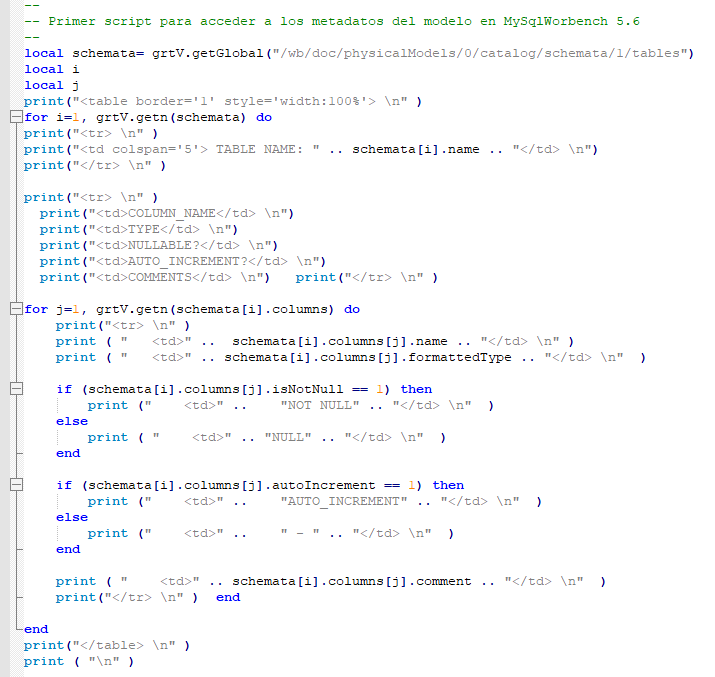 --
-- Primer script para acceder a los metadatos del modelo en MySqlWorbench 5.6
--
local schemata= grtV.getGlobal("/wb/doc/physicalModels/0/catalog/schemata/1/tables")
local i
local j
print("<table border='1' style='width:100%'> \n" )
for i=1, grtV.getn(schemata) do
print("<tr> \n" )
print("<td colspan='5'> TABLE NAME: " .. schemata[i].name .. "</td> \n")
print("</tr> \n" )
print("<tr> \n" )
print("<td>COLUMN_NAME</td> \n")
print("<td>TYPE</td> \n")
print("<td>NULLABLE?</td> \n")
print("<td>AUTO_INCREMENT?</td> \n")
print("<td>COMMENTS</td> \n")   print("</tr> \n" )
for j=1, grtV.getn(schemata[i].columns) do
print("<tr> \n" )
print ( "   <td>" ..  schemata[i].columns[j].name .. "</td> \n" )
print ( "   <td>" .. schemata[i].columns[j].formattedType .. "</td> \n"  )
if (schemata[i].columns[j].isNotNull == 1) then
print ("    <td>" ..    "NOT NULL" .. "</td> \n"  )
else
print ( "    <td>" .. "NULL" .. "</td> \n"  )
end
if (schemata[i].columns[j].autoIncrement == 1) then
print ("    <td>" ..    "AUTO_INCREMENT" .. "</td> \n"  )
else
print ("    <td>" ..    " - " .. "</td> \n"  )
end
print ( "    <td>" .. schemata[i].columns[j].comment .. "</td> \n"  )
print("</tr> \n" )  end
end
print("</table> \n" )
print ( "\n" )